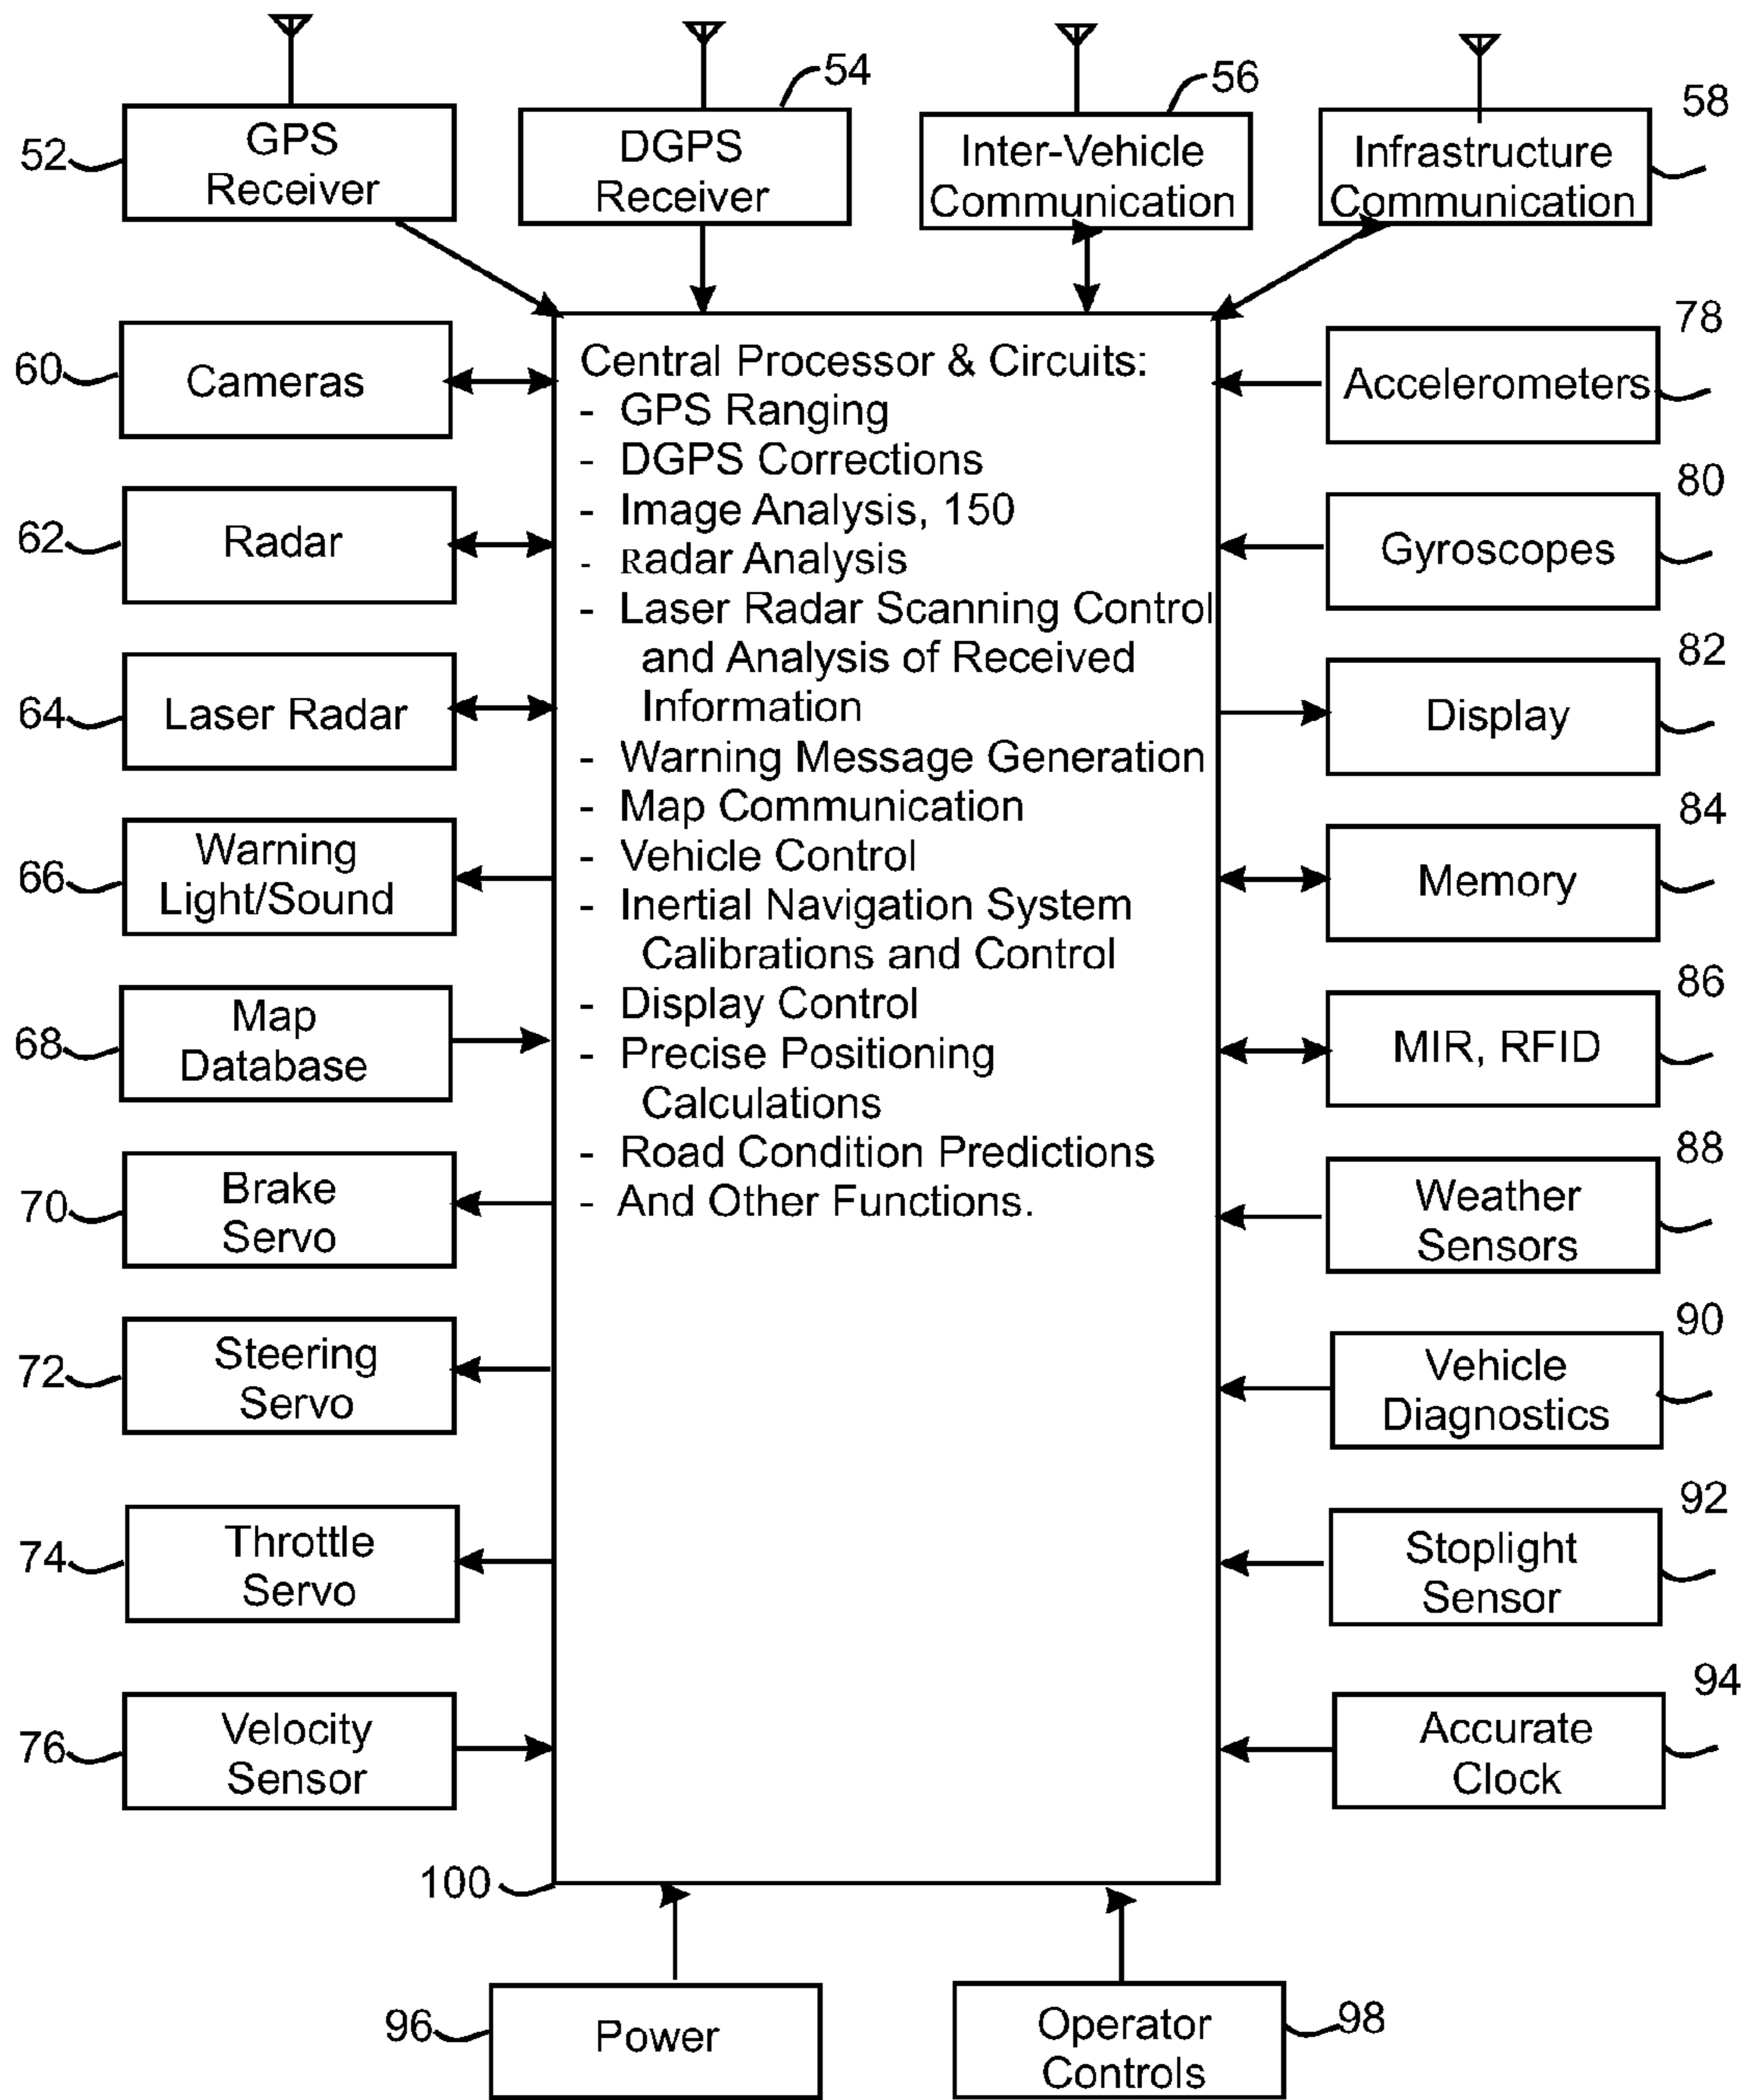 54
56
58
52
GPS
Receiver
DGPS
Receiver
Inter-Vehicle
Communication
Infrastructure
Communication
60
Cameras
62
Radar
64
Laser Radar
66
Warning
Light/Sound
68
Map
Database
70
Brake
Servo
72
Steering
Servo
74
Throttle
Servo
76
Velocity
Sensor
Central Processor & Circuits:
- GPS Ranging
- DGPS Corrections
- Image Analysis, 150
- Radar Analysis
- Laser Radar Scanning Control
and Analysis of Received
Information
- Warning Message Generation
- Map Communication
- Vehicle Control
- Inertial Navigation System
Calibrations and Control
- Display Control
- Precise Positioning
Calculations
- Road Condition Predictions
- And Other Functions.
78
Accelerometers
80
Gyroscopes
82
Display
84
Memory
86
MIR, RFID
88
Weather
Sensors
90
Vehicle
Diagnostics
92
Stoplight
Sensor
94
Accurate
Clock
100
96
Power
Operator
Controls
98